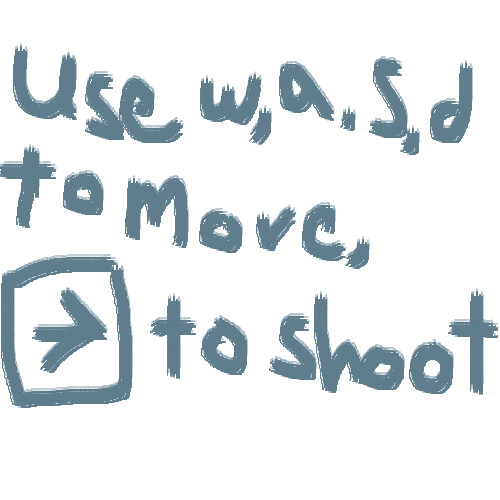 Use w,a.s,d
to move,
→ to shoot